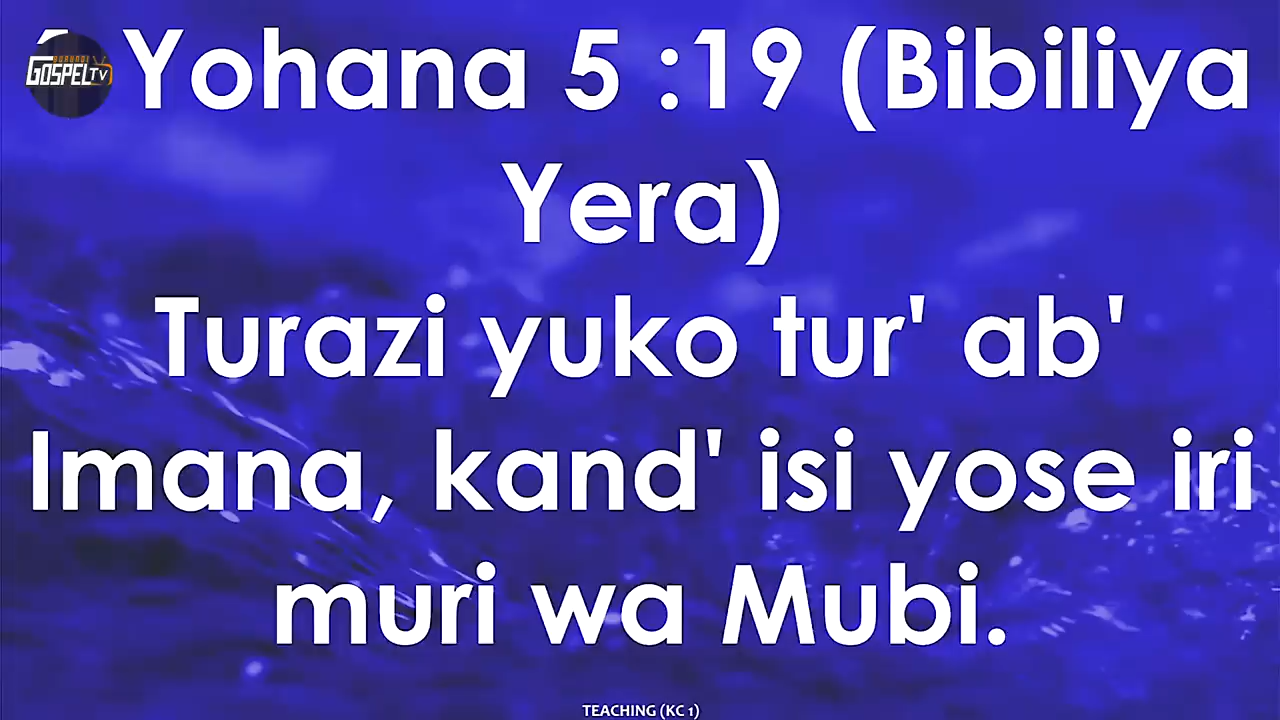 Yohana 5 :19 (Bibiliya
Yera)
Turazi yuko tur' ab'
Imana, kand' isi yose iri
muri wa Mubi.
BURUNDI
GOSPEL TV
TEACHING (KC 1)